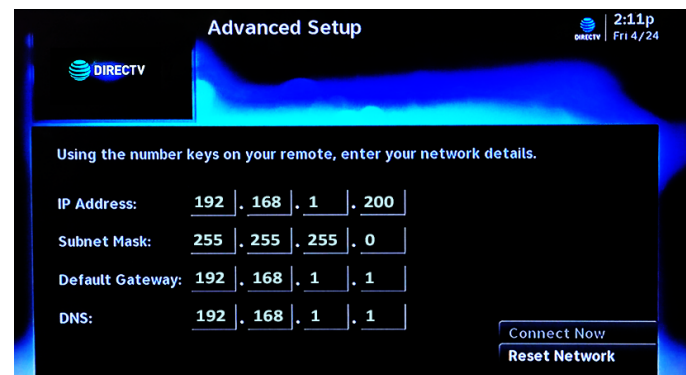 Advanced Setup
2:11p
DIRECTV
Fri 4/24
DIRECTV
Using the number keys on your remote, enter your network details.
IP Address: 192 . 168 . 1 . 200
Subnet Mask: 255 . 255 . 255 . 0
Default Gateway: 192 . 168 . 1 . 1
DNS: 192 . 168 . 1 . 1
Connect Now
Reset Network